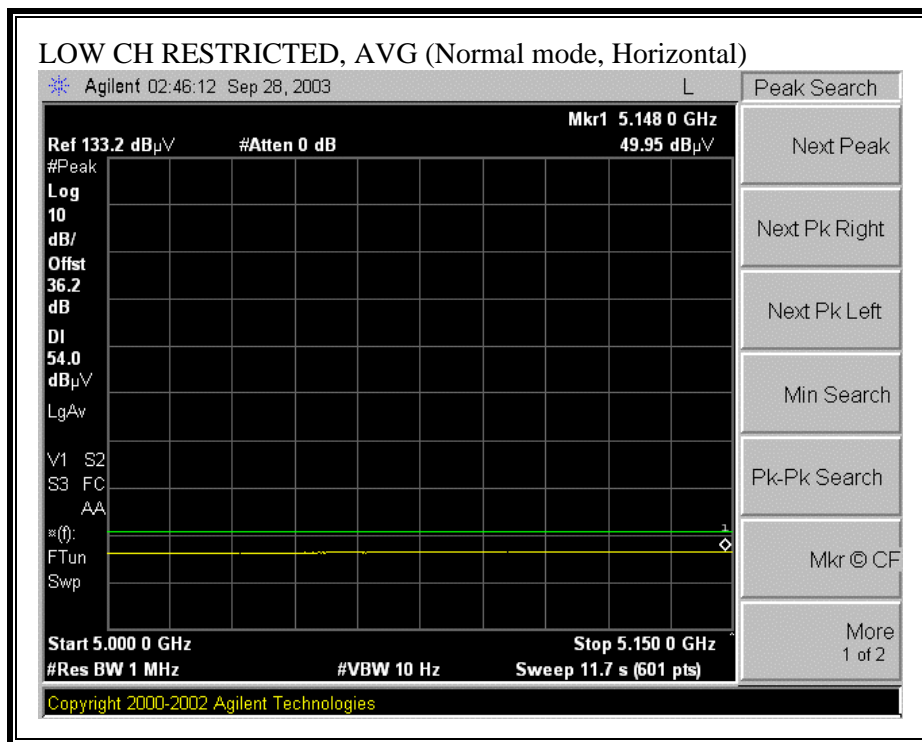 LOW CH RESTRICTED, AVG (Normal mode, Horizontal)
Agilent 02:46:12 Sep 28, 2003 L
Peak Search
Mkr1 5.148 0 GHz
Ref 133.2 dBµV #Atten 0 dB 49.95 dBµV
#Peak
Log
10
dB/
Offst
36.2
dB
DI
54.0
dBµV
LgAv
V1 S2
S3 FC
AA
¤(f):
FTun
Swp
1
Start 5.000 0 GHz Stop 5.150 0 GHz ^
#Res BW 1 MHz #VBW 10 Hz Sweep 11.7 s (601 pts)
Copyright 2000-2002 Agilent Technologies
Next Peak
Next Pk Right
Next Pk Left
Min Search
Pk-Pk Search
Mkr © CF
More
1 of 2